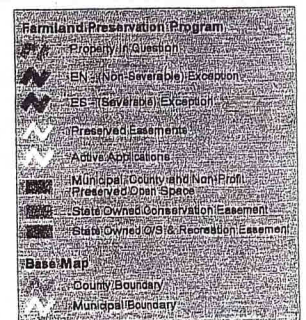 Farmland Preservation Program
Property In Question
EN - (Non-Severable) Exception
ES - (Severable) Exception
Preserved Easements
Active Applications
Municipal, County and Non-Profit
Preserved Open Space
State Owned Conservation Easement
State Owned O/S & Recreation Easement
Base Map
County Boundary
Municipal Boundary